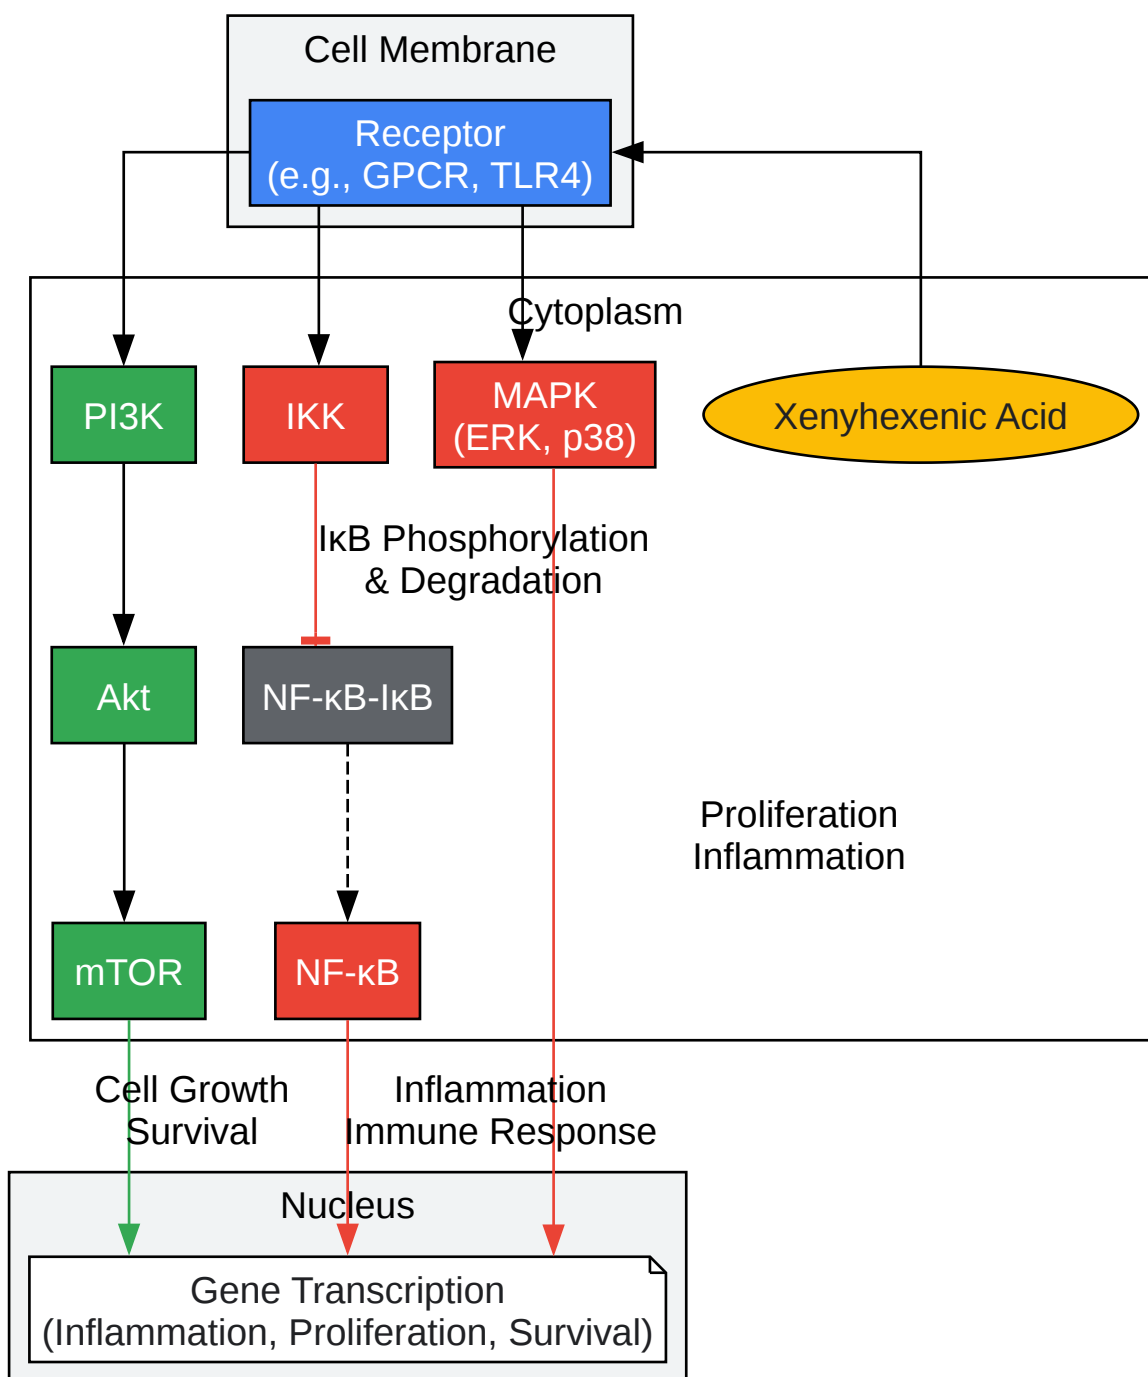 Cell Membrane
Receptor
(e.g., GPCR, TLR4)
Cytoplasm
PI3K
IKK
MAPK
(ERK, p38)
Xenyhexenic Acid
IκB Phosphorylation
& Degradation
Akt
NF-κB-IκB
Proliferation
Inflammation
mTOR
NF-κB
Cell Growth
Survival
Inflammation
Immune Response
Nucleus
Gene Transcription
(Inflammation, Proliferation, Survival)